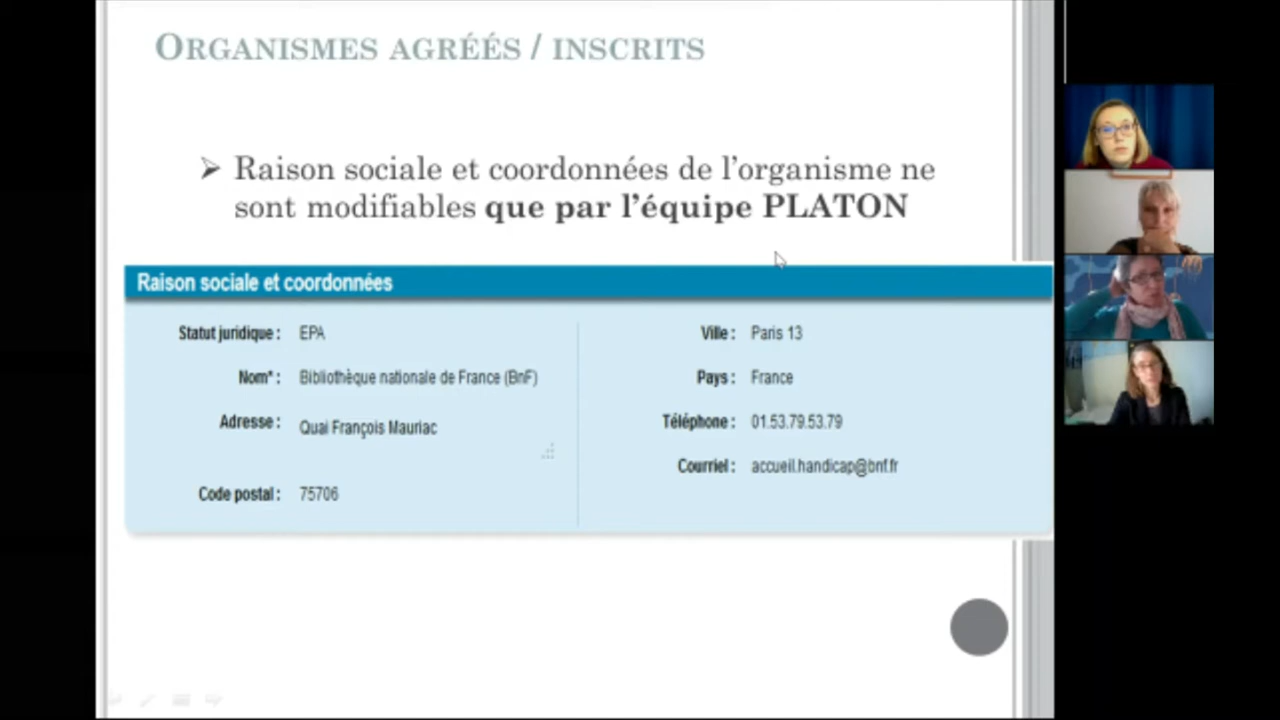 ORGANISMES AGRÉÉS / INSCRITS
Raison sociale et coordonnées de l'organisme ne
sont modifiables que par l'équipe PLATON
Raison sociale et coordonnées
Statut juridique : EPA
Nom* : Bibliothèque nationale de France (BnF)
Adresse : Quai François Mauriac
Code postal : 75706
Ville : Paris 13
Pays : France
Téléphone : 01.53.79.53.79
Courriel : accueil.handicap@bnf.fr